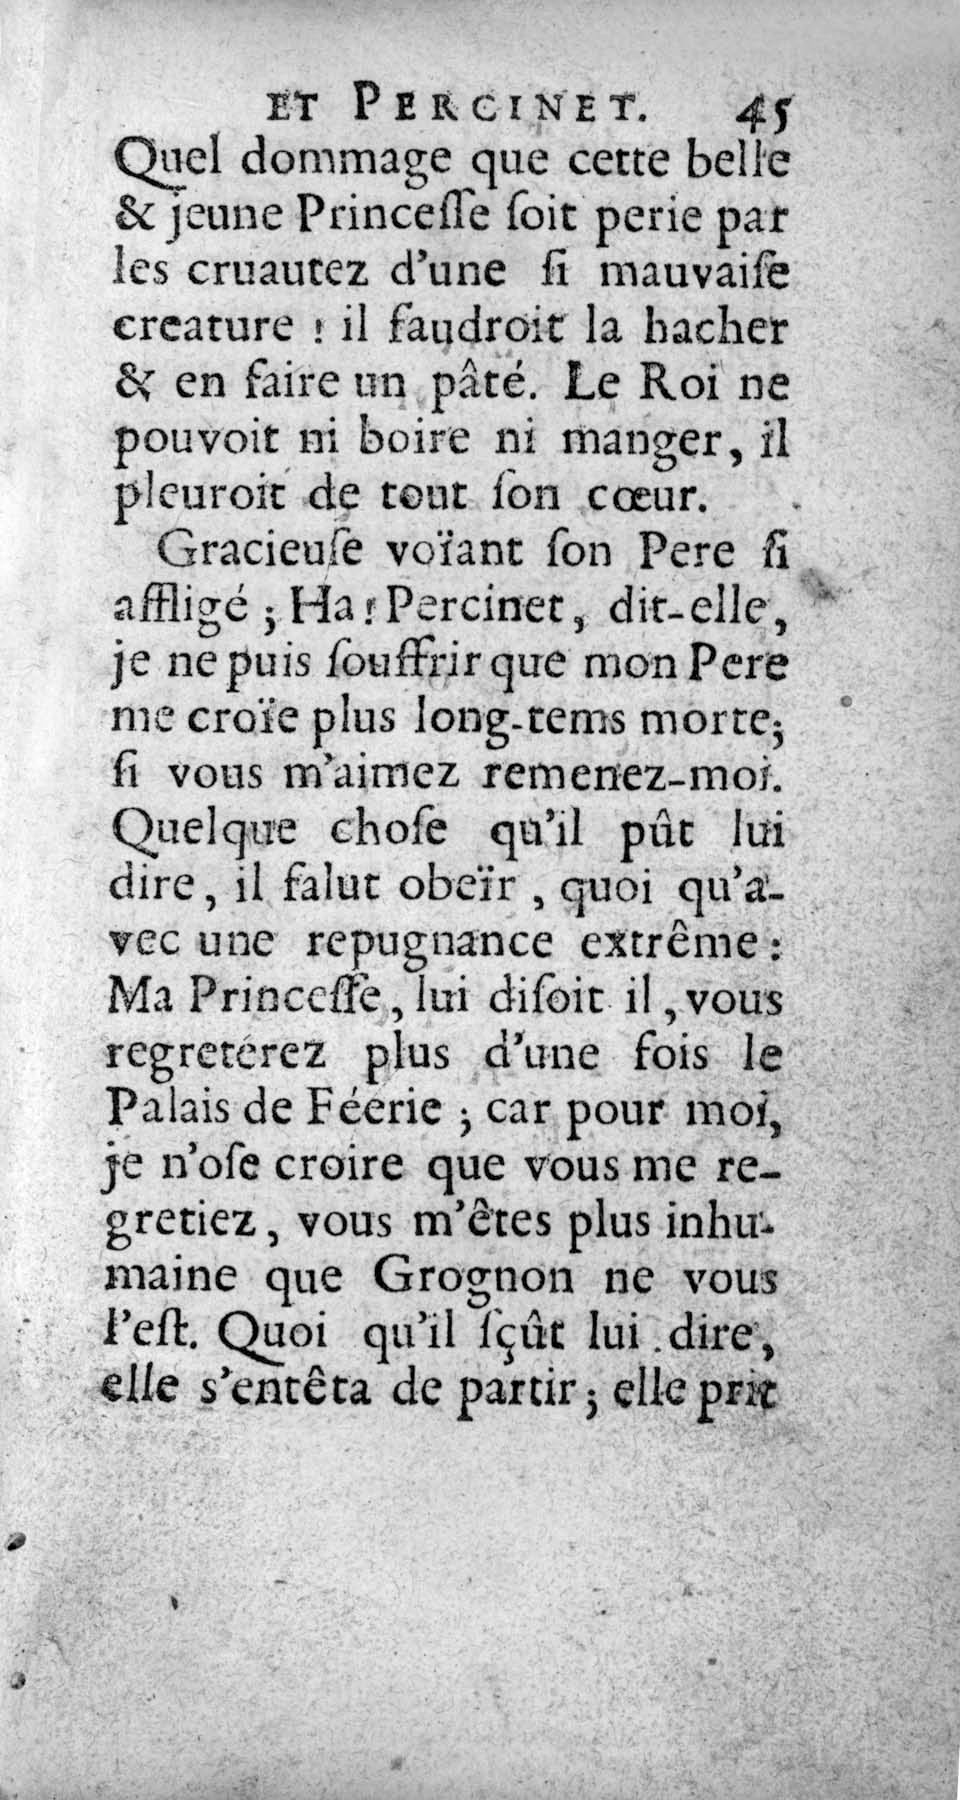 ET PERCINET. 45
Quel dommage que cette belle
& jeune Princeſſe ſoit perie par
les cruautez d'une ſi mauvaiſe
creature ! il faudroit la hacher
& en faire un pâté. Le Roi ne
pouvoit ni boire ni manger, il
pleuroit de tout ſon cœur.
Gracieuſe voïant ſon Pere ſi
affligé ; Ha ! Percinet, dit-elle,
je ne puis ſouffrir que mon Pere
me croïe plus long-tems morte;
ſi vous m'aimez remenez-moi.
Quelque choſe qu'il pût lui
dire, il falut obeïr , quoi qu'a-
vec une repugnance extrême :
Ma Princeſſe, lui diſoit il, vous
regreterez plus d'une fois le
Palais de Féerie ; car pour moi,
je n'oſe croire que vous me re-
gretiez, vous m'êtes plus inhu-
maine que Grognon ne vous
l'eſt. Quoi qu'il ſçût lui dire,
elle s'entêta de partir ; elle prit